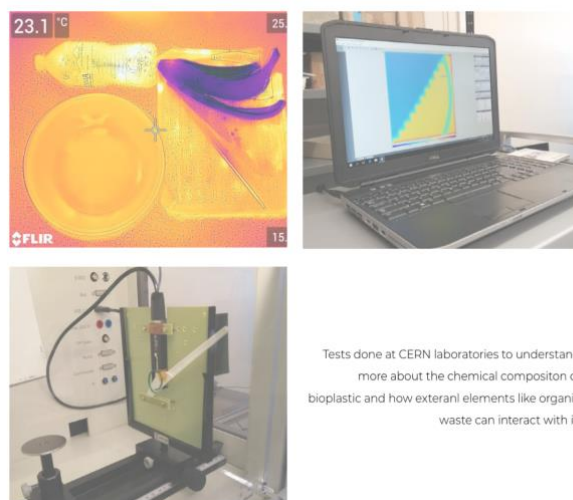 23.1 °C
25.
15.
FLIR
DELL
Tests done at CERN laboratories to understan
more about the chemical compositon o
bioplastic and how exteranl elements like organi
waste can interact with i